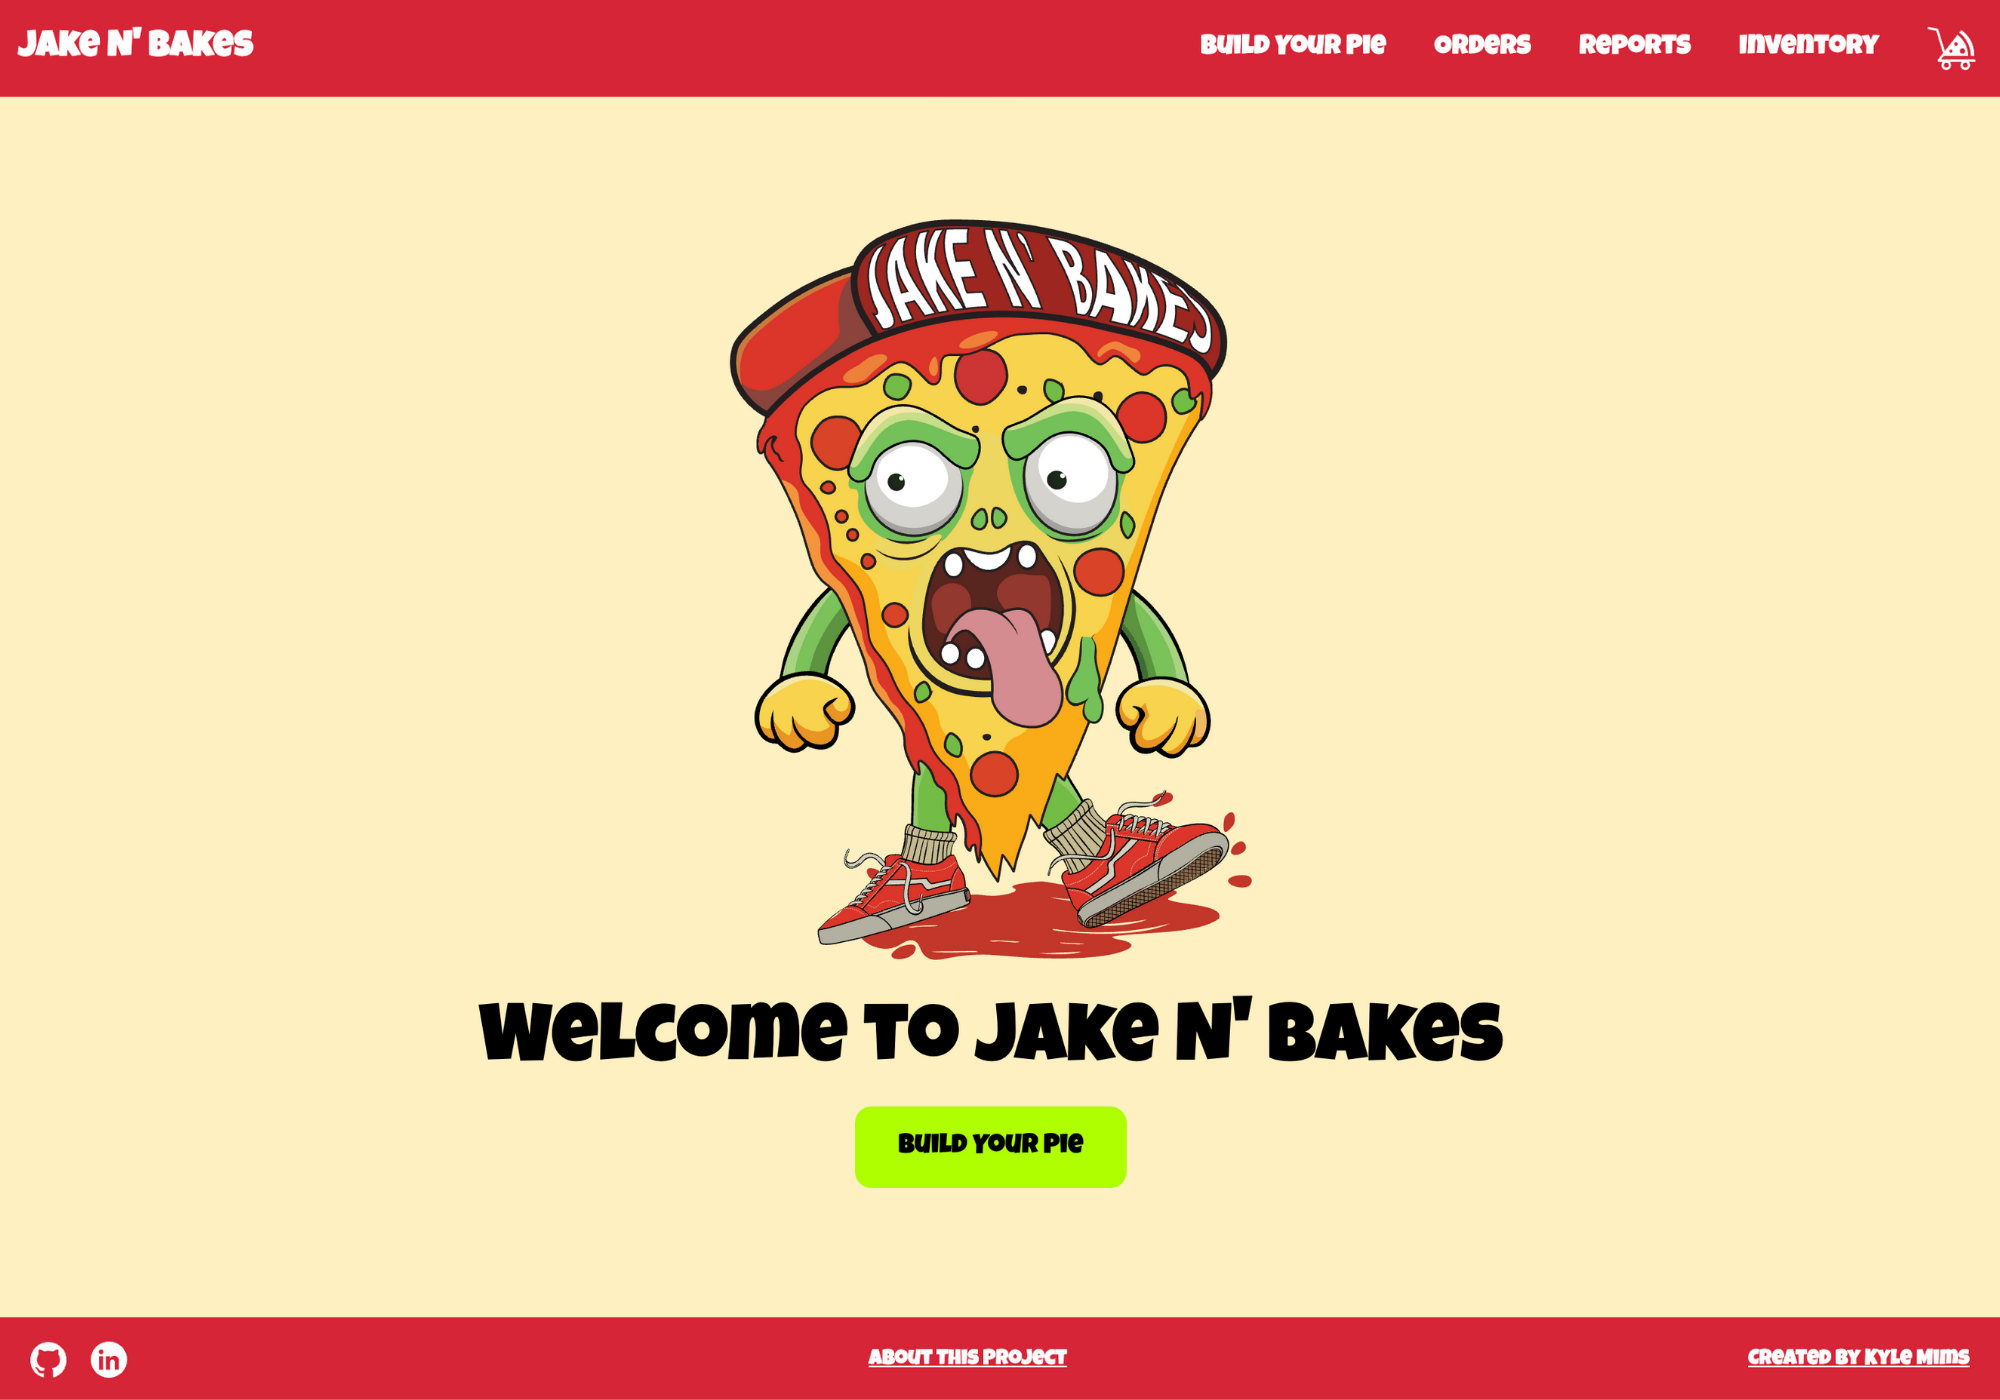 Jake N' Bakes
Build Your Pie
Orders
Reports
Inventory
JAKE N' BAKES
Welcome to Jake N' Bakes
Build Your Pie
in
About This Project
Created by Kyle Mims